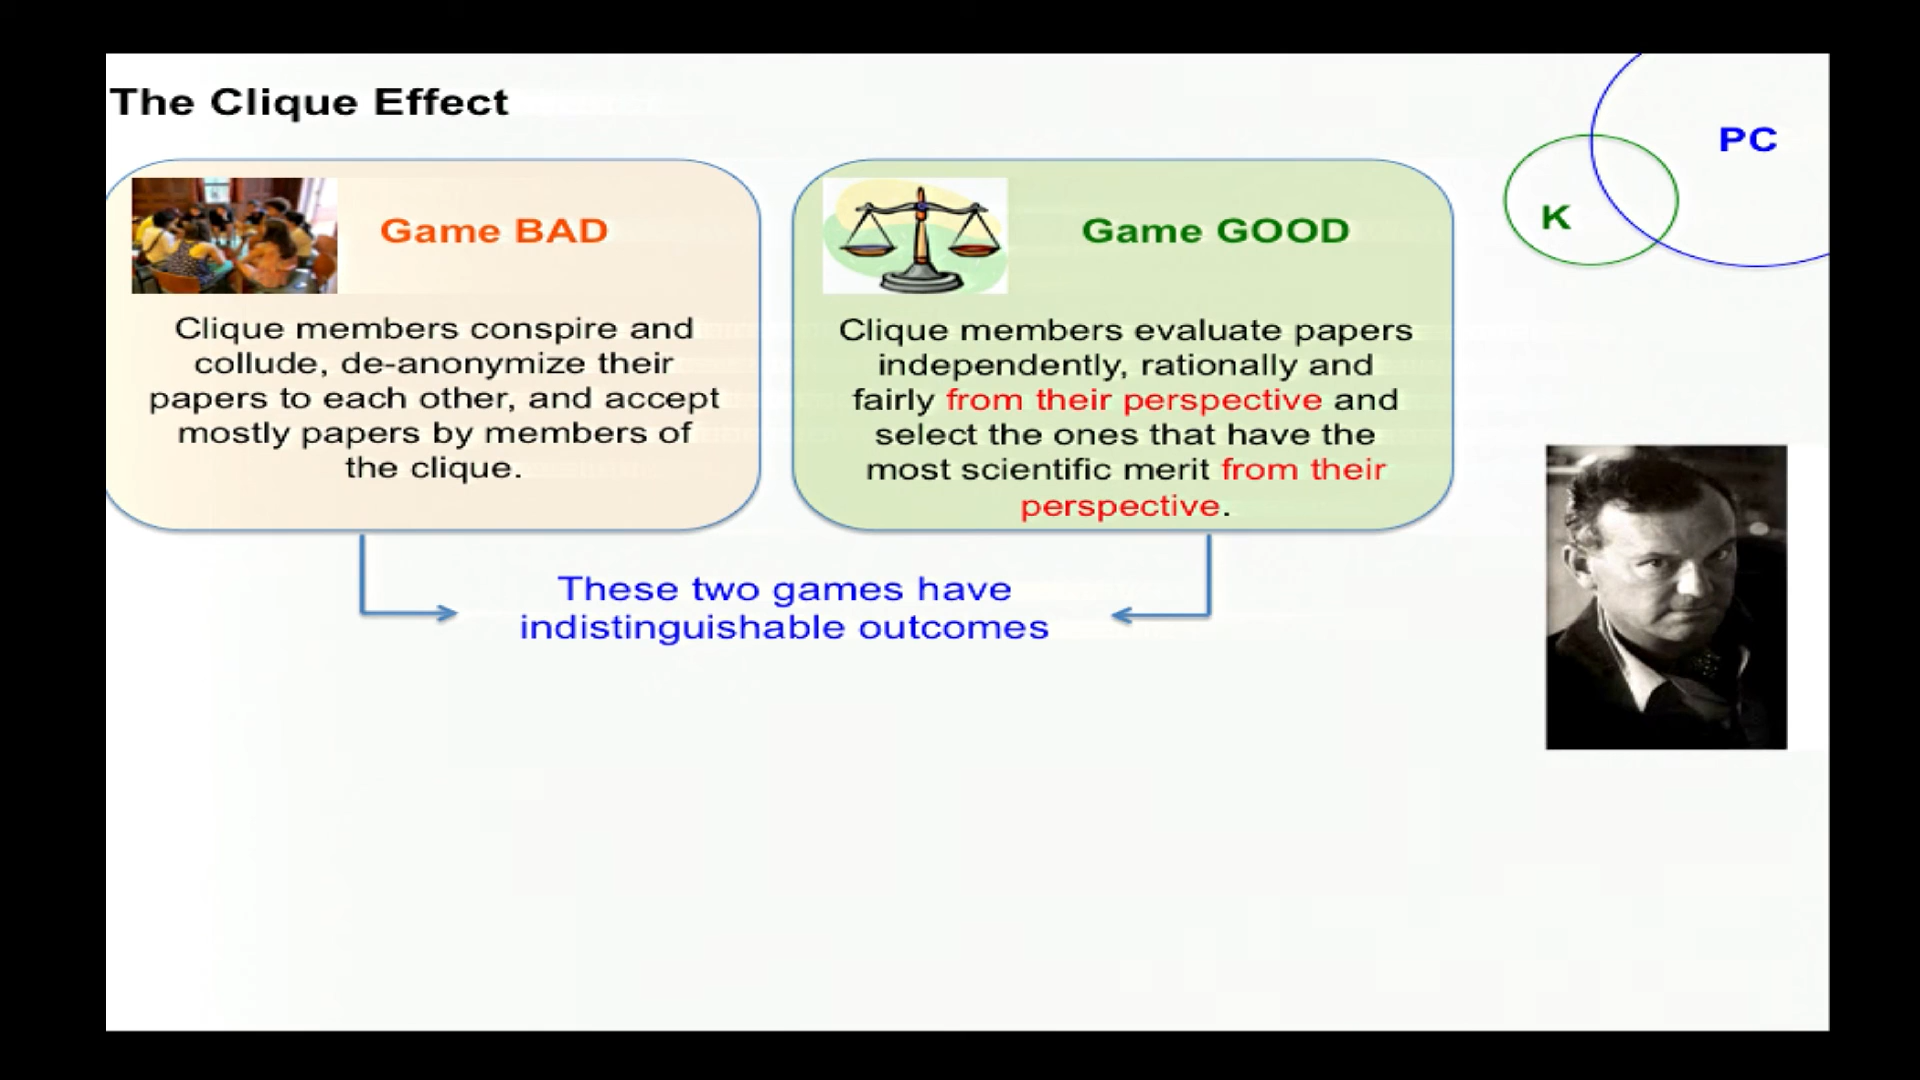 The Clique Effect
PC
K
Game BAD
Clique members conspire and
collude, de-anonymize their
papers to each other, and accept
mostly papers by members of
the clique.
Game GOOD
Clique members evaluate papers
independently, rationally and
fairly from their perspective and
select the ones that have the
most scientific merit from their
perspective.
These two games have
indistinguishable outcomes